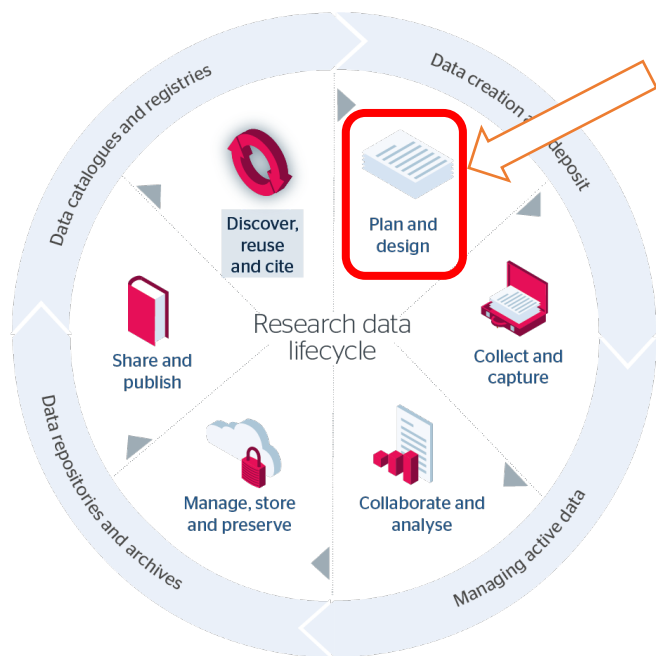 Data creation a
deposit
Data catalogues and registries
Discover,
reuse
and cite
Plan and
design
Share and
publish
Research data
lifecycle
Collect and
capture
Manage, store
and preserve
Collaborate and
analyse
Data repositories and archives
Managing active data